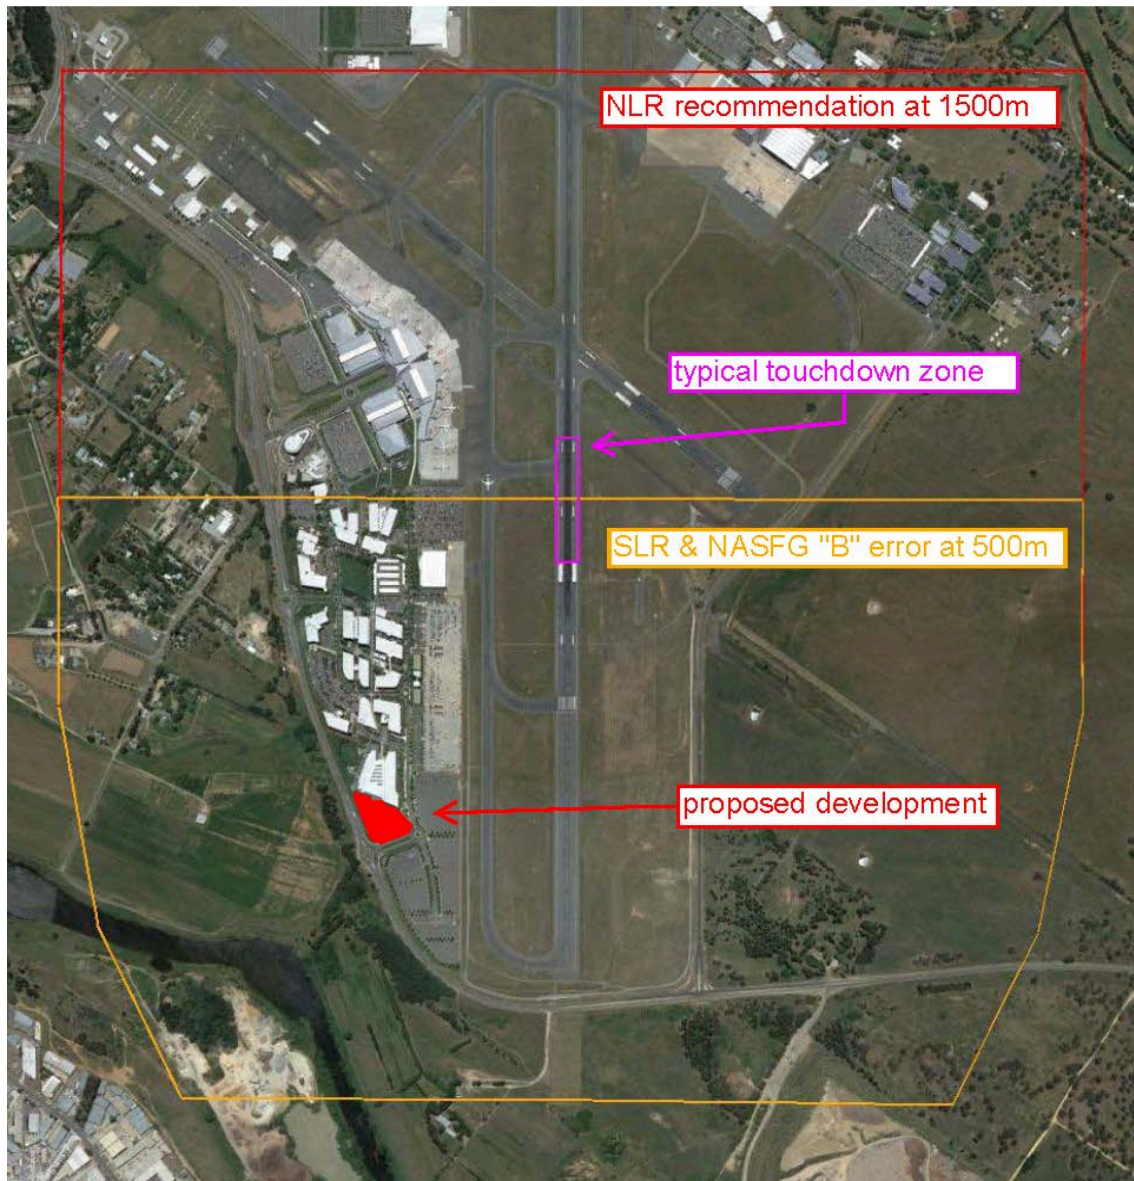 NLR recommendation at 1500m
typical touchdown zone
SLR & NASFG "B" error at 500m
proposed development